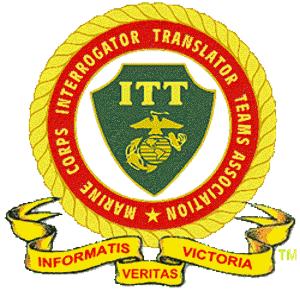 MARINE CORPS INTERROGATOR TRANSLATOR TEAMS ASSOCIATION
ITT
INFORMATIS VERITAS VICTORIA
TM